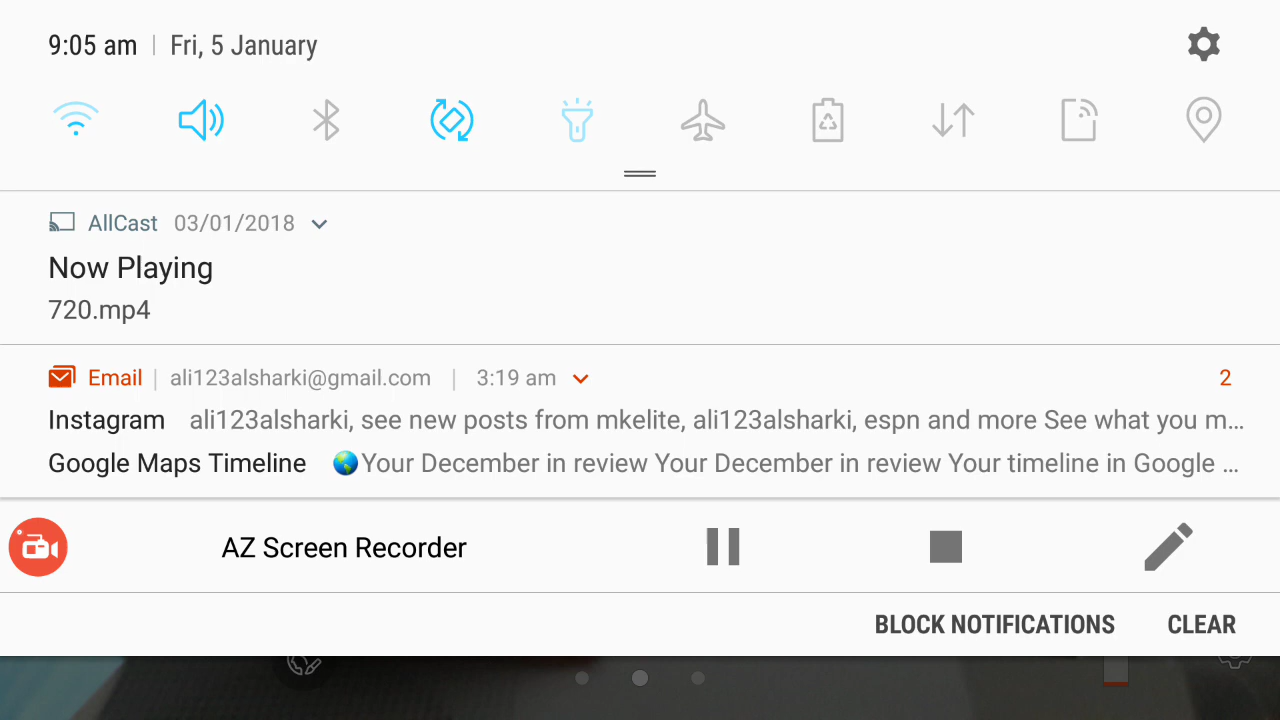 9:05 am | Fri, 5 January
AllCast 03/01/2018
Now Playing
720.mp4
Email | ali123alsharki@gmail.com | 3:19 am 2
Instagram ali123alsharki, see new posts from mkelite, ali123alsharki, espn and more See what you m...
Google Maps Timeline 🌎Your December in review Your December in review Your timeline in Google ...
AZ Screen Recorder
BLOCK NOTIFICATIONS CLEAR